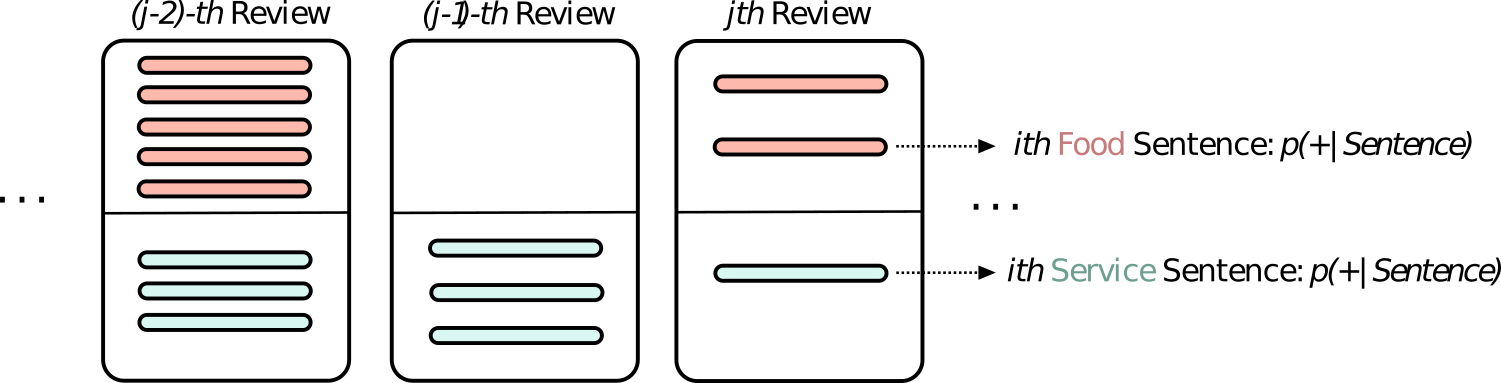 (j-2)-th Review
(j-1)-th Review
jth Review
ith Food Sentence: p(+|Sentence)
...
...
ith Service Sentence: p(+|Sentence)